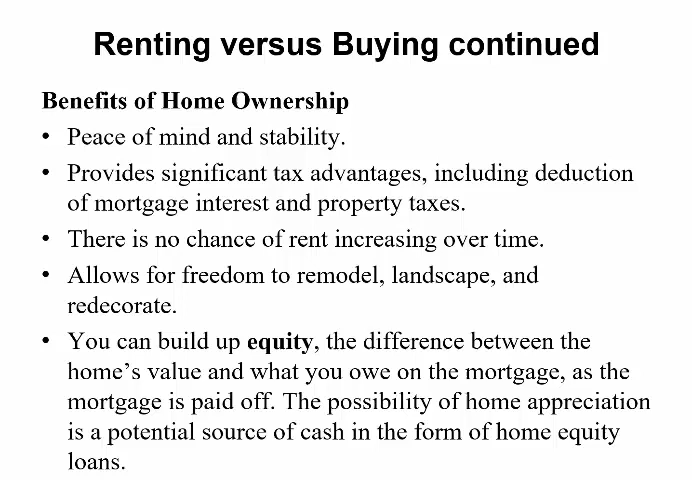 Renting versus Buying continued
Benefits of Home Ownership
• Peace of mind and stability.
• Provides significant tax advantages, including deduction
of mortgage interest and property taxes.
• There is no chance of rent increasing over time.
• Allows for freedom to remodel, landscape, and
redecorate.
• You can build up equity, the difference between the
home’s value and what you owe on the mortgage, as the
mortgage is paid off. The possibility of home appreciation
is a potential source of cash in the form of home equity
loans.